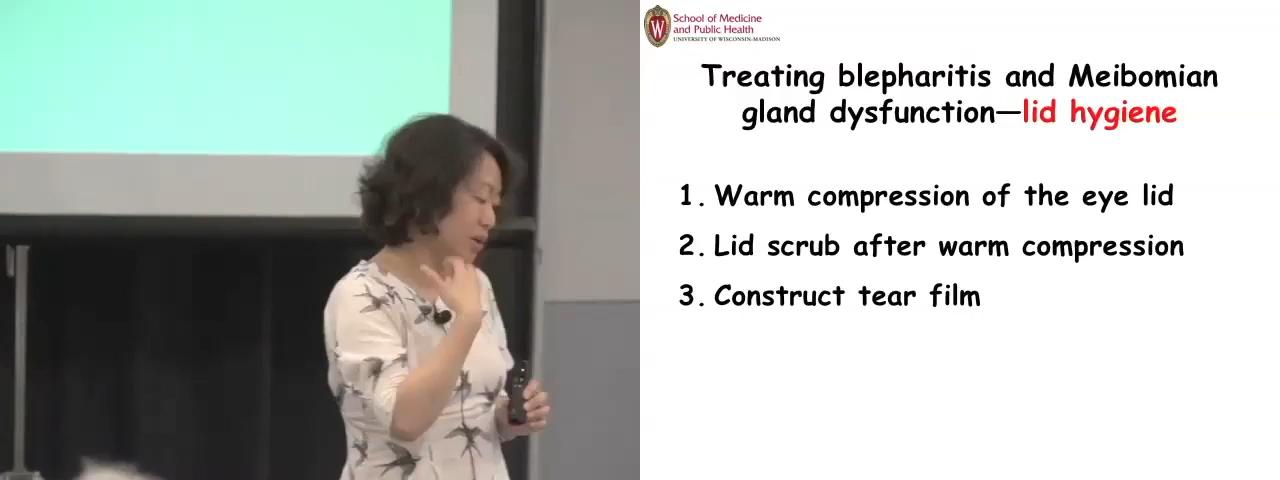 School of Medicine
and Public Health
UNIVERSITY OF WISCONSIN-MADISON
Treating blepharitis and Meibomian
gland dysfunction—lid hygiene
1. Warm compression of the eye lid
2. Lid scrub after warm compression
3. Construct tear film